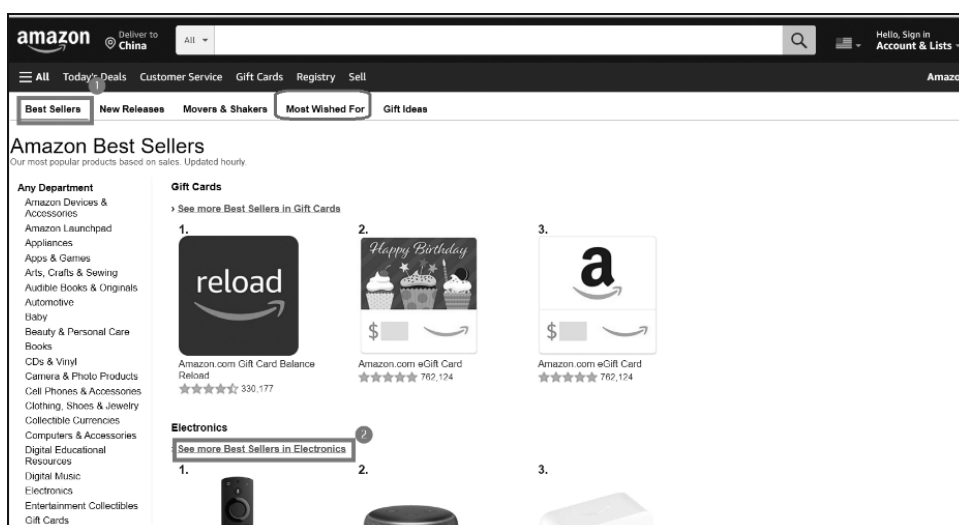 amazon
Deliver to
China
All
Hello, Sign in
Account & Lists
All Today's Deals Customer Service Gift Cards Registry Sell
1
Best Sellers New Releases Movers & Shakers Most Wished For Gift Ideas
Amazon Best Sellers
Our most popular products based on sales. Updated hourly.
Any Department
Amazon Devices &
Accessories
Amazon Launchpad
Appliances
Apps & Games
Arts, Crafts & Sewing
Audible Books & Originals
Automotive
Baby
Beauty & Personal Care
Books
CDs & Vinyl
Camera & Photo Products
Cell Phones & Accessories
Clothing, Shoes & Jewelry
Collectible Currencies
Computers & Accessories
Digital Educational
Resources
Digital Music
Electronics
Entertainment Collectibles
Gift Cards
Gift Cards
› See more Best Sellers in Gift Cards
1.
reload
Amazon.com Gift Card Balance
Reload
330,177
2.
Happy Birthday
$
Amazon.com eGift Card
762,124
3.
a
$
Amazon.com eGift Card
762,124
Electronics
2
› See more Best Sellers in Electronics
1. 2. 3.